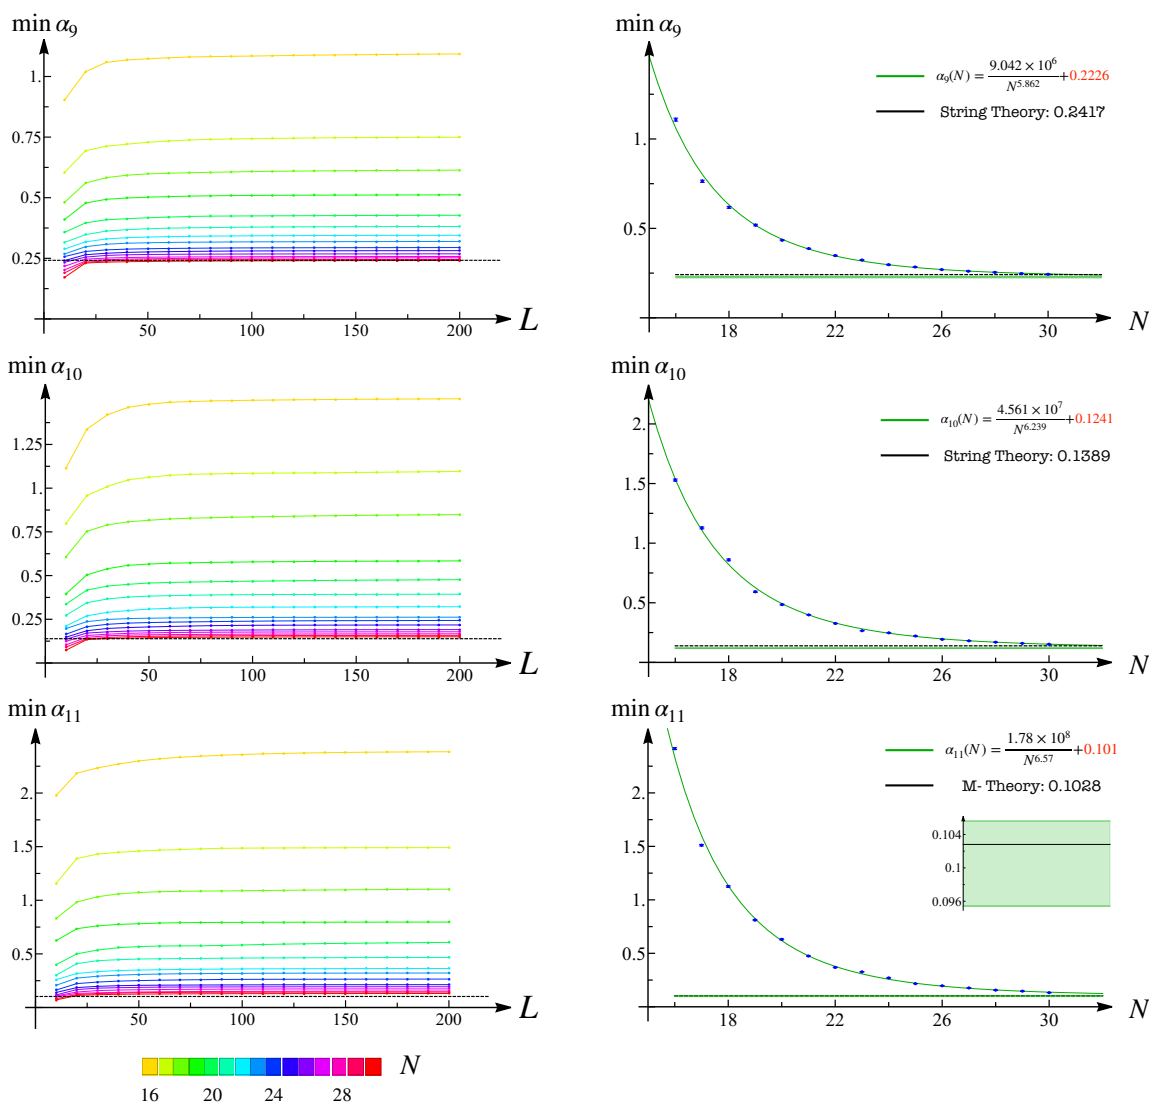 min α₉
1.
0.75
0.5
0.25
50
100
150
200
L
min α₉
1.
0.5
18
22
26
30
N
α₉(N) = 9.042 × 10⁶ / N^5.862 +0.2226
String Theory: 0.2417
min α₁₀
1.25
1.
0.75
0.5
0.25
50
100
150
200
L
min α₁₀
2.
1.5
1.
0.5
18
22
26
30
N
α₁₀(N) = 4.561 × 10⁷ / N^6.239 +0.1241
String Theory: 0.1389
min α₁₁
2.
1.5
1.
0.5
50
100
150
200
L
min α₁₁
2.
1.5
1.
0.5
18
22
26
30
N
α₁₁(N) = 1.78 × 10⁸ / N^6.57 +0.101
M- Theory: 0.1028
0.104
0.1
0.096
N
16 20 24 28